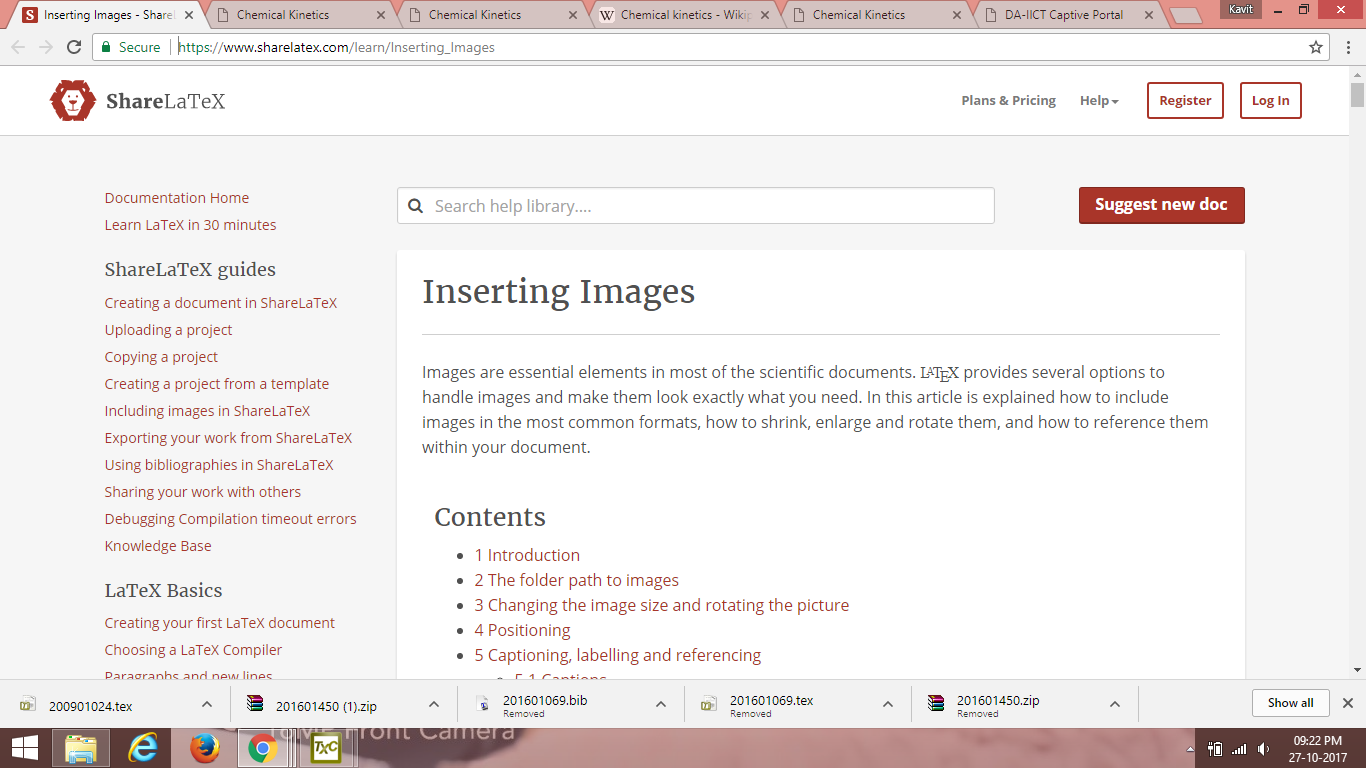 Inserting Images - Share
Chemical Kinetics
Chemical Kinetics
Chemical kinetics - Wikip
Chemical Kinetics
DA-IICT Captive Portal
Kavit
Secure
https://www.sharelatex.com/learn/Inserting_Images
ShareLaTeX
Plans & Pricing
Help
Register
Log In
Documentation Home
Learn LaTeX in 30 minutes
ShareLaTeX guides
Creating a document in ShareLaTeX
Uploading a project
Copying a project
Creating a project from a template
Including images in ShareLaTeX
Exporting your work from ShareLaTeX
Using bibliographies in ShareLaTeX
Sharing your work with others
Debugging Compilation timeout errors
Knowledge Base
LaTeX Basics
Creating your first LaTeX document
Choosing a LaTeX Compiler
Paragraphs and new lines
Search help library....
Suggest new doc
Inserting Images
Images are essential elements in most of the scientific documents. LATEX provides several options to
handle images and make them look exactly what you need. In this article is explained how to include
images in the most common formats, how to shrink, enlarge and rotate them, and how to reference them
within your document.
Contents
1 Introduction
2 The folder path to images
3 Changing the image size and rotating the picture
4 Positioning
5 Captioning, labelling and referencing
5.1 Captions
200901024.tex
201601450 (1).zip
201601069.bib
Removed
201601069.tex
Removed
201601450.zip
Removed
Show all
Front Camera
TXC
09:22 PM
27-10-2017